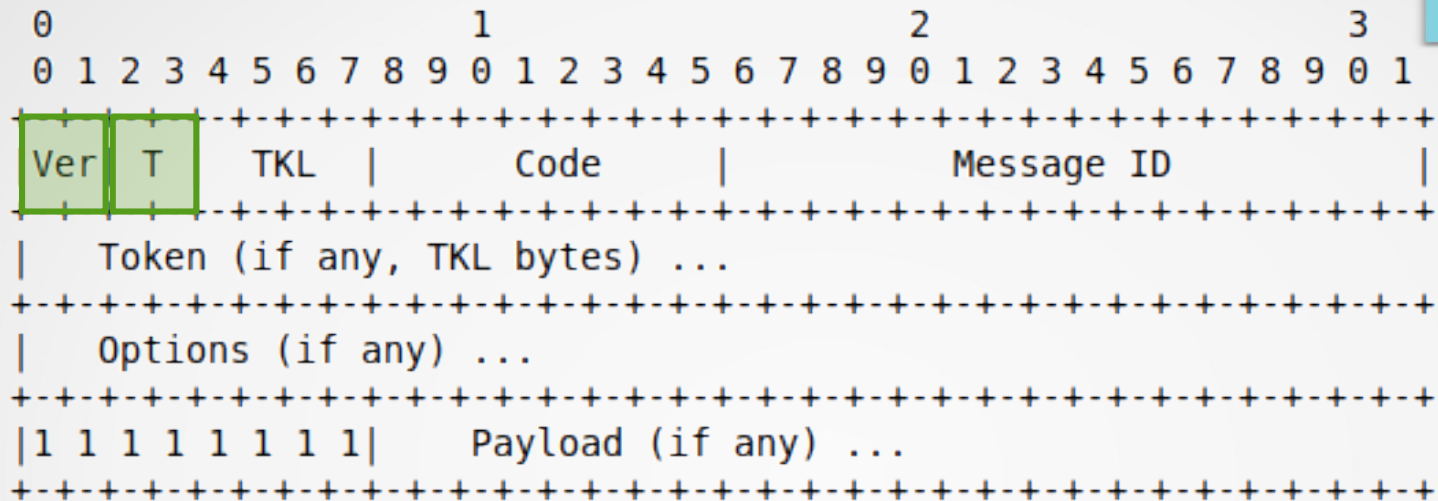 0 1 2 3
0 1 2 3 4 5 6 7 8 9 0 1 2 3 4 5 6 7 8 9 0 1 2 3 4 5 6 7 8 9 0 1
+-+-+-+-+-+-+-+-+-+-+-+-+-+-+-+-+-+-+-+-+-+-+-+-+-+-+-+-+-+-+-+-+
Ver T TKL | Code | Message ID |
+-+-+-+-+-+-+-+-+-+-+-+-+-+-+-+-+-+-+-+-+-+-+-+-+-+-+-+-+-+-+-+-+
| Token (if any, TKL bytes) ...
+-+-+-+-+-+-+-+-+-+-+-+-+-+-+-+-+-+-+-+-+-+-+-+-+-+-+-+-+-+-+-+-+
| Options (if any) ...
+-+-+-+-+-+-+-+-+-+-+-+-+-+-+-+-+-+-+-+-+-+-+-+-+-+-+-+-+-+-+-+-+
|1 1 1 1 1 1 1 1| Payload (if any) ...
+-+-+-+-+-+-+-+-+-+-+-+-+-+-+-+-+-+-+-+-+-+-+-+-+-+-+-+-+-+-+-+-+